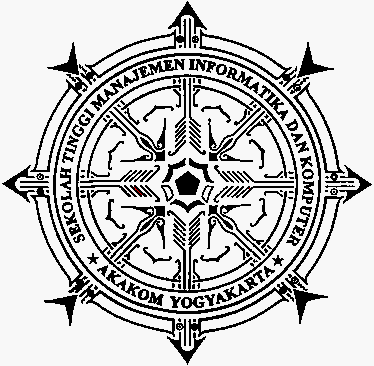 SEKOLAH TINGGI MANAJEMEN INFORMATIKA DAN KOMPUTER
AKAKOM YOGYAKARTA